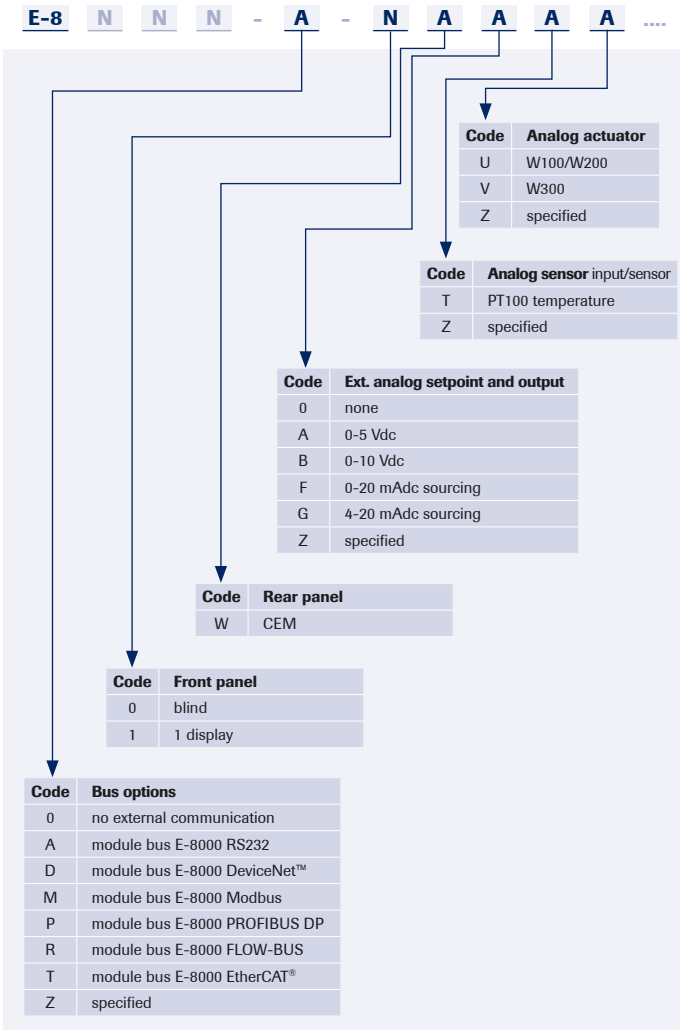 E-8 N N N - A - N A A A A ....
Code Analog actuator
U W100/W200
V W300
Z specified
Code Analog sensor input/sensor
T PT100 temperature
Z specified
Code Ext. analog setpoint and output
0 none
A 0-5 Vdc
B 0-10 Vdc
F 0-20 mAdc sourcing
G 4-20 mAdc sourcing
Z specified
Code Rear panel
W CEM
Code Front panel
0 blind
1 1 display
Code Bus options
0 no external communication
A module bus E-8000 RS232
D module bus E-8000 DeviceNet™
M module bus E-8000 Modbus
P module bus E-8000 PROFIBUS DP
R module bus E-8000 FLOW-BUS
T module bus E-8000 EtherCAT®
Z specified